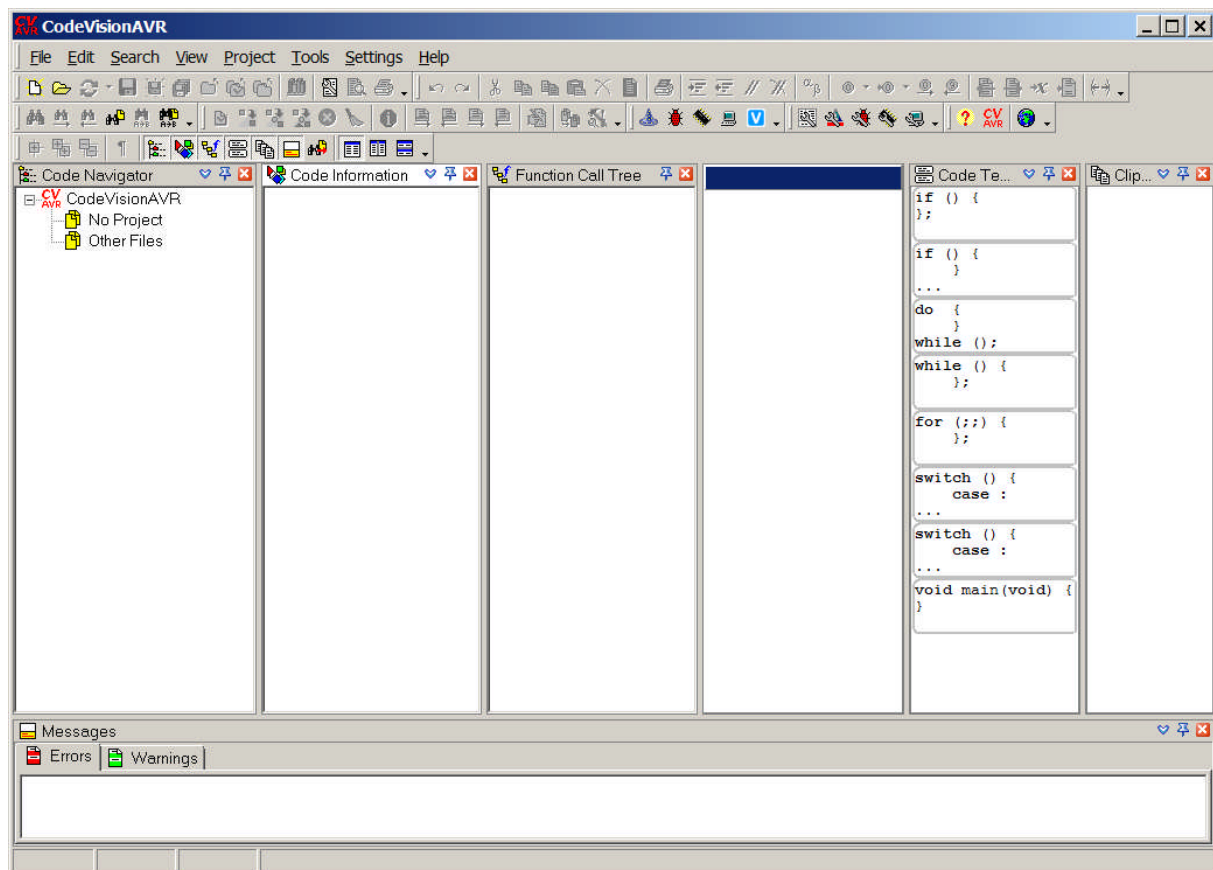 CodeVisionAVR
File Edit Search View Project Tools Settings Help
Code Navigator
CodeVisionAVR
No Project
Other Files
Code Information
Function Call Tree
Code Te...
if () {
};
if () {
}
...
do {
}
while ();
while () {
};
for (;;) {
};
switch () {
case :
...
switch () {
case :
...
void main(void) {
}
Clip...
Messages
Errors Warnings